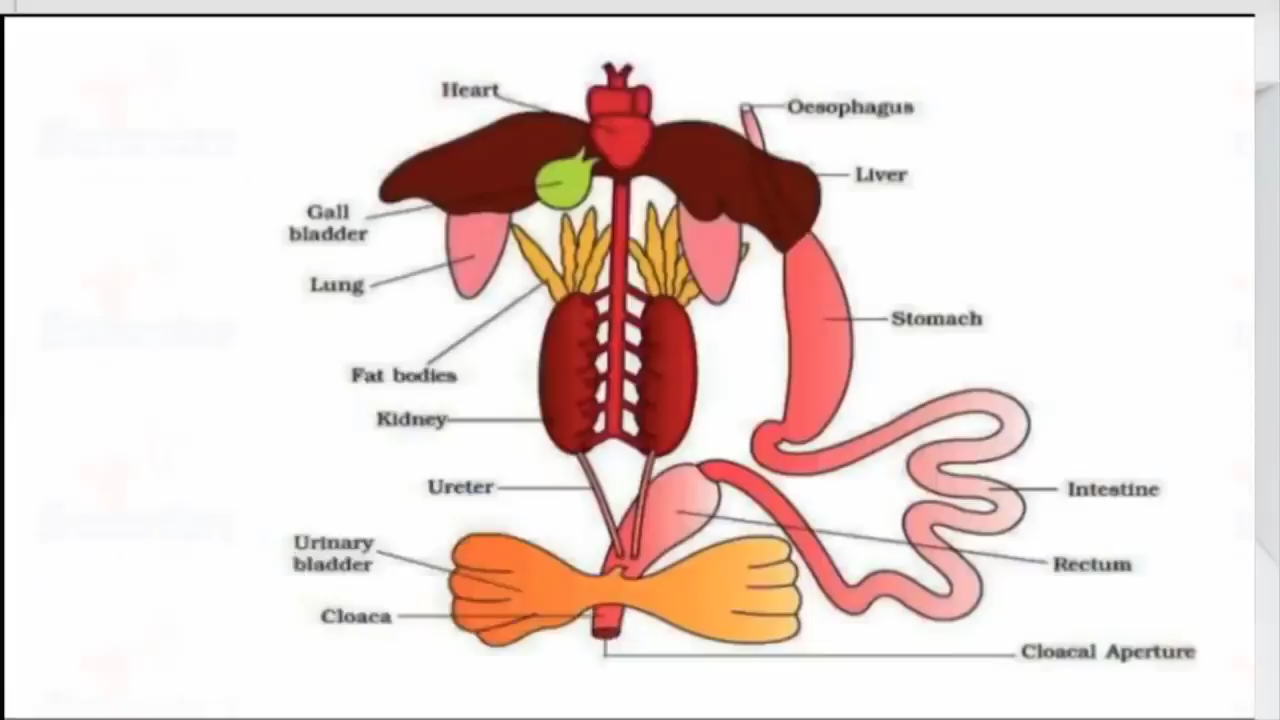 Heart
Oesophagus
Liver
Gall
bladder
Lung
Stomach
Fat bodies
Kidney
Ureter
Intestine
Urinary
bladder
Rectum
Cloaca
Cloacal Aperture